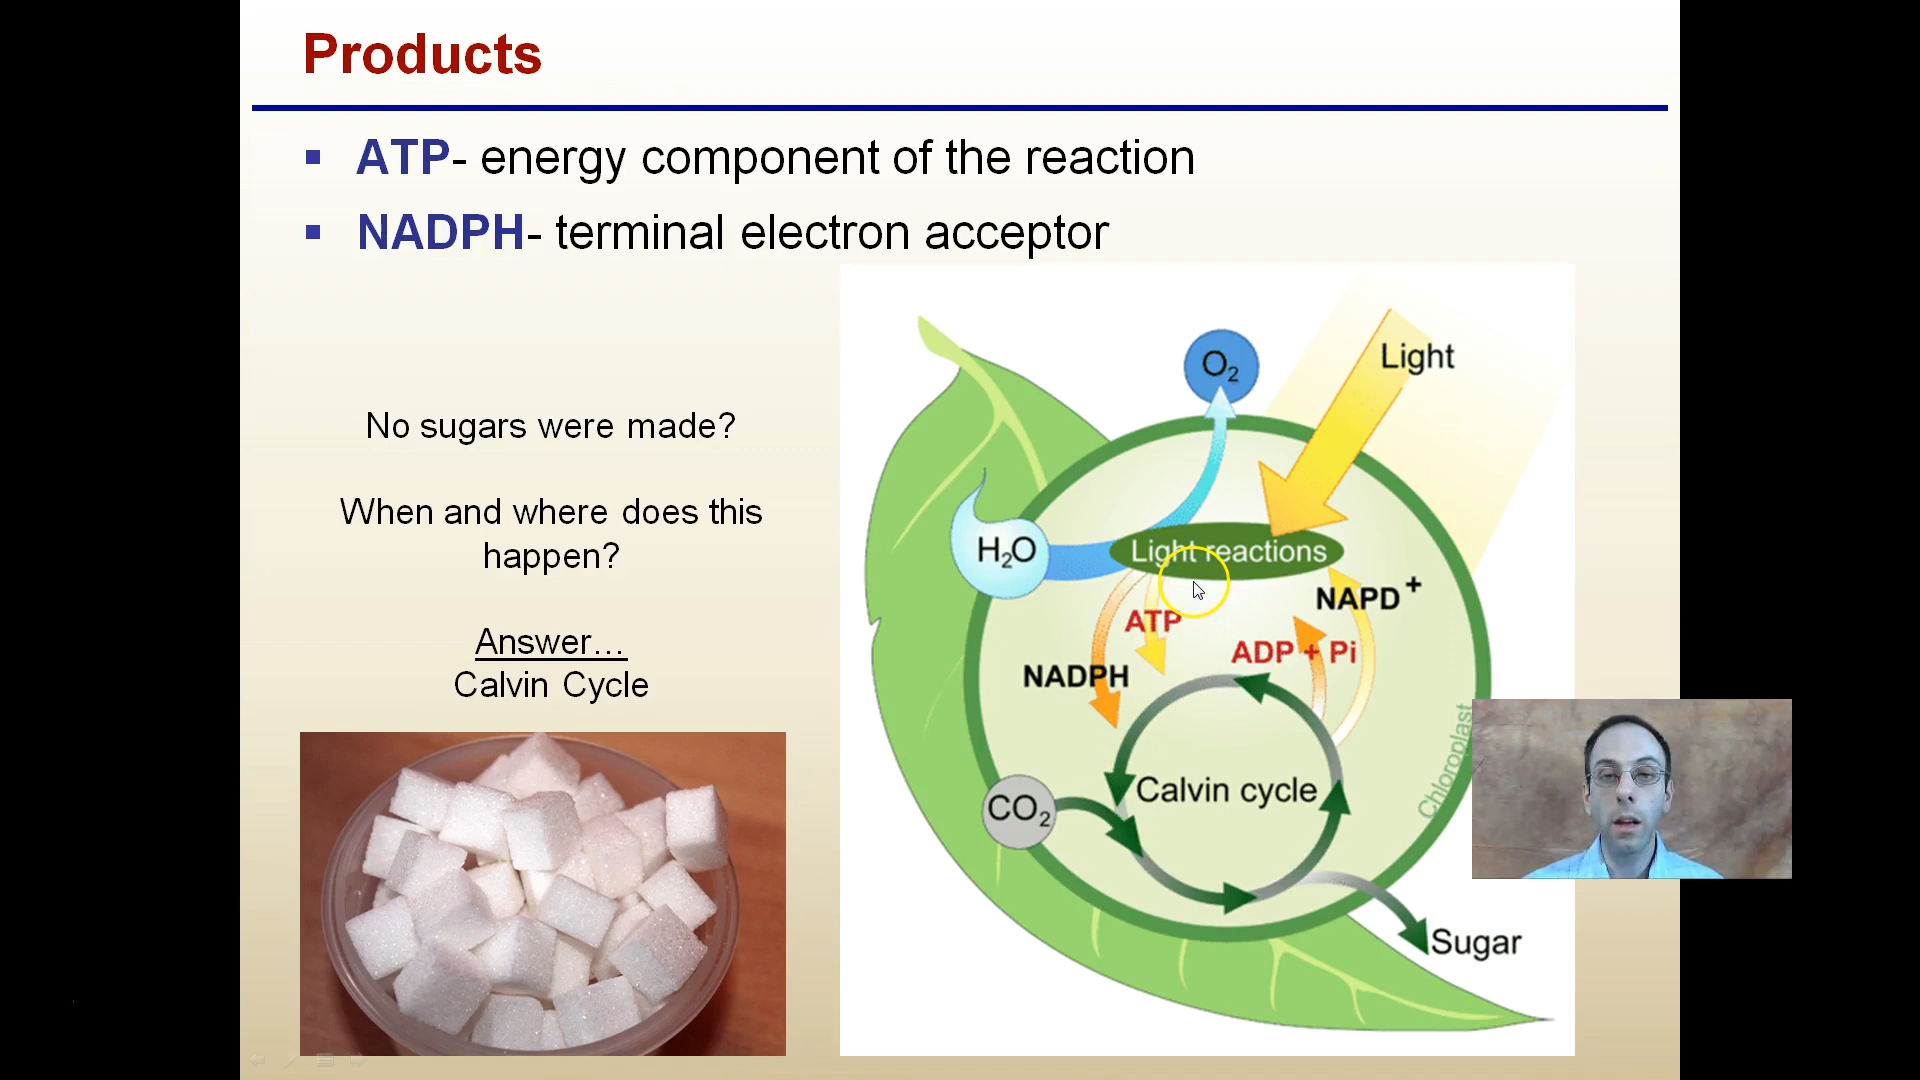 Products
▪ ATP- energy component of the reaction
▪ NADPH- terminal electron acceptor
No sugars were made?
When and where does this
happen?
Answer…
Calvin Cycle
Light
O₂
H₂O
Light reactions
NAPD⁺
ATP
ADP + Pi
NADPH
Chloroplast
Calvin cycle
CO₂
Sugar